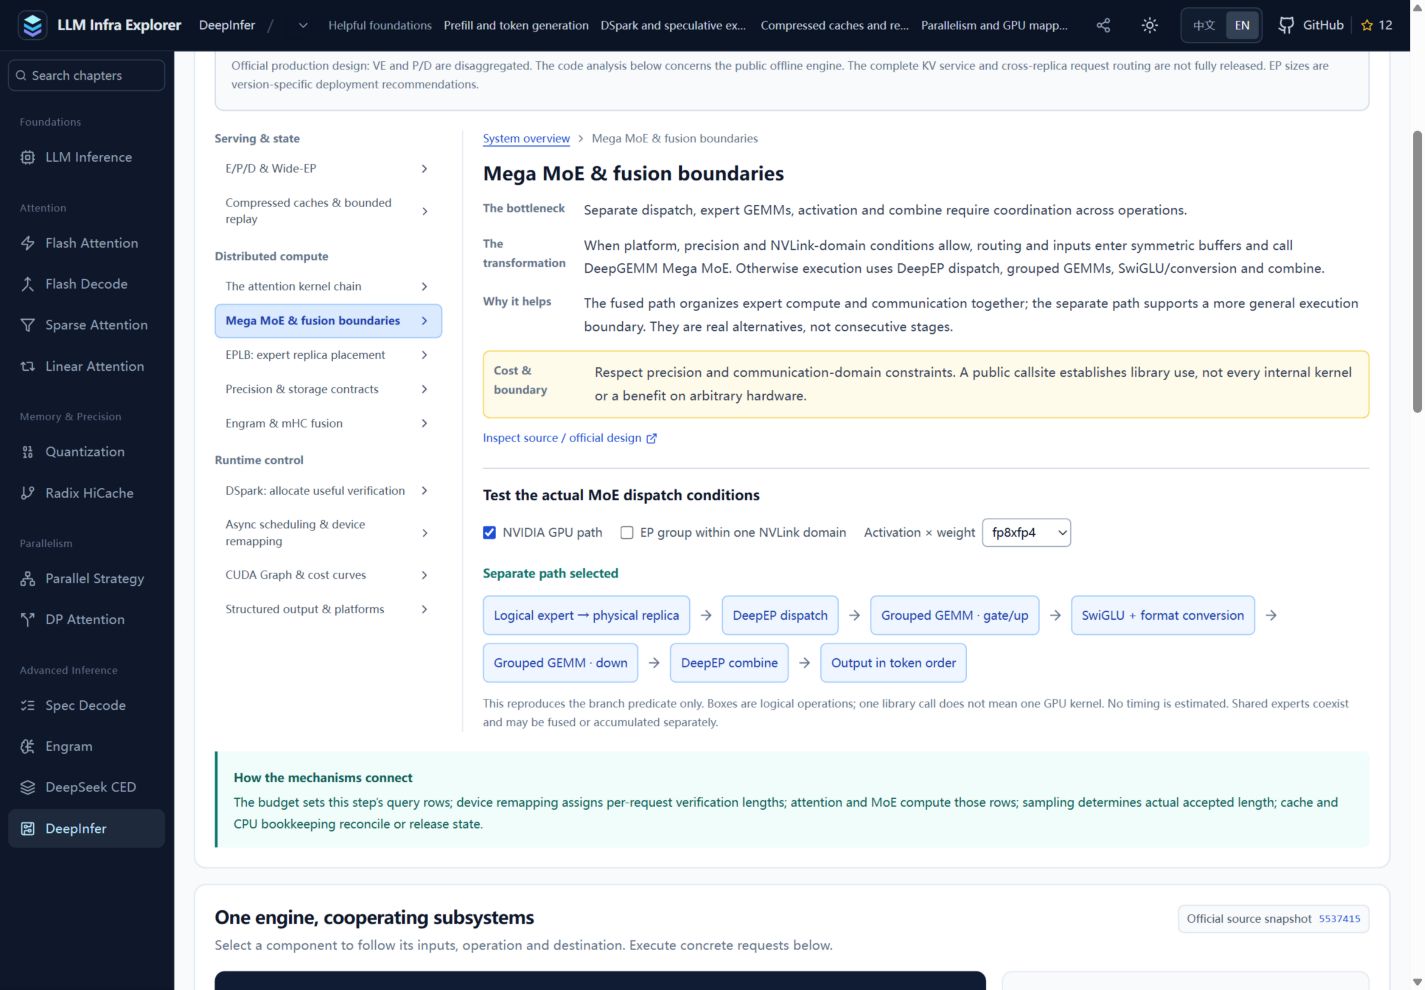 LLM Infra Explorer
DeepInfer /
Helpful foundations
Prefill and token generation
DSpark and speculative ex...
Compressed caches and re...
Parallelism and GPU mapp...
中文
EN
GitHub
12
Search chapters
Foundations
LLM Inference
Attention
Flash Attention
Flash Decode
Sparse Attention
Linear Attention
Memory & Precision
Quantization
Radix HiCache
Parallelism
Parallel Strategy
DP Attention
Advanced Inference
Spec Decode
Engram
DeepSeek CED
DeepInfer
Official production design: VE and P/D are disaggregated. The code analysis below concerns the public offline engine. The complete KV service and cross-replica request routing are not fully released. EP sizes are
version-specific deployment recommendations.
Serving & state
E/P/D & Wide-EP
Compressed caches & bounded
replay
Distributed compute
The attention kernel chain
Mega MoE & fusion boundaries
EPLB: expert replica placement
Precision & storage contracts
Engram & mHC fusion
Runtime control
DSpark: allocate useful verification
Async scheduling & device
remapping
CUDA Graph & cost curves
Structured output & platforms
System overview > Mega MoE & fusion boundaries
Mega MoE & fusion boundaries
The bottleneck
Separate dispatch, expert GEMMs, activation and combine require coordination across operations.
The
transformation
When platform, precision and NVLink-domain conditions allow, routing and inputs enter symmetric buffers and call
DeepGEMM Mega MoE. Otherwise execution uses DeepEP dispatch, grouped GEMMs, SwiGLU/conversion and combine.
Why it helps
The fused path organizes expert compute and communication together; the separate path supports a more general execution
boundary. They are real alternatives, not consecutive stages.
Cost &
boundary
Respect precision and communication-domain constraints. A public callsite establishes library use, not every internal kernel
or a benefit on arbitrary hardware.
Inspect source / official design
Test the actual MoE dispatch conditions
NVIDIA GPU path
EP group within one NVLink domain
Activation × weight
fp8xfp4
Separate path selected
Logical expert → physical replica → DeepEP dispatch → Grouped GEMM · gate/up → SwiGLU + format conversion →
Grouped GEMM · down → DeepEP combine → Output in token order
This reproduces the branch predicate only. Boxes are logical operations; one library call does not mean one GPU kernel. No timing is estimated. Shared experts coexist
and may be fused or accumulated separately.
How the mechanisms connect
The budget sets this step's query rows; device remapping assigns per-request verification lengths; attention and MoE compute those rows; sampling determines actual accepted length; cache and
CPU bookkeeping reconcile or release state.
One engine, cooperating subsystems
Official source snapshot 5537415
Select a component to follow its inputs, operation and destination. Execute concrete requests below.